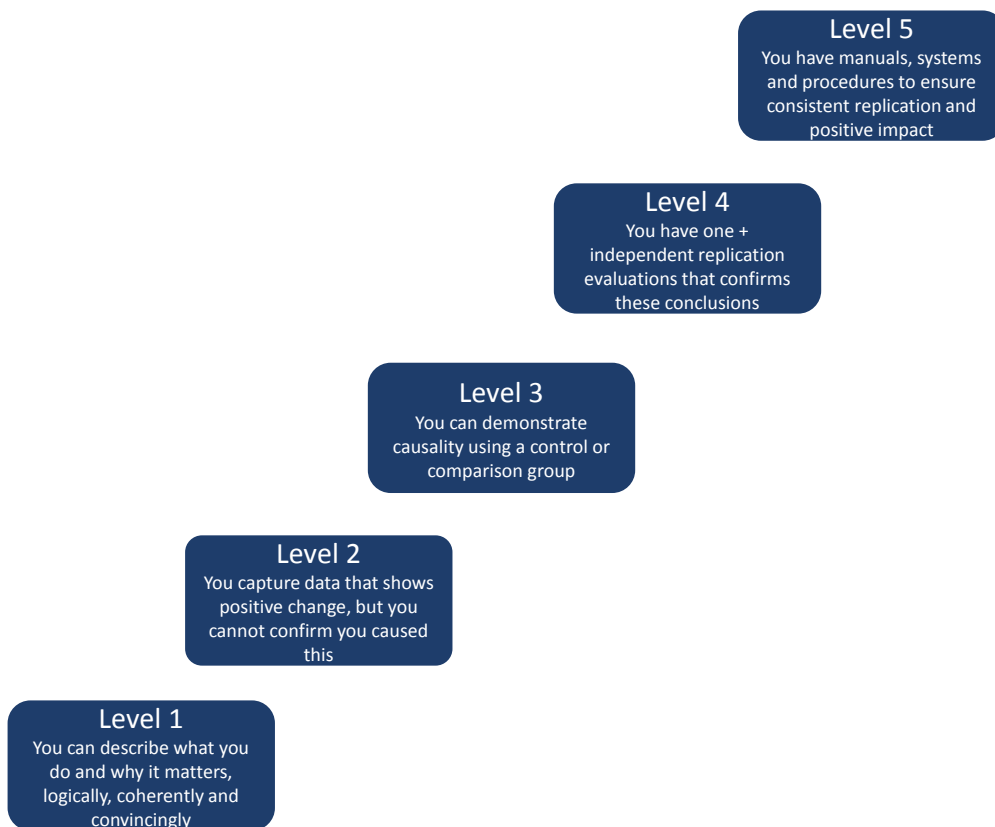 Level 5
You have manuals, systems
and procedures to ensure
consistent replication and
positive impact
Level 4
You have one +
independent replication
evaluations that confirms
these conclusions
Level 3
You can demonstrate
causality using a control or
comparison group
Level 2
You capture data that shows
positive change, but you
cannot confirm you caused
this
Level 1
You can describe what you
do and why it matters,
logically, coherently and
convincingly